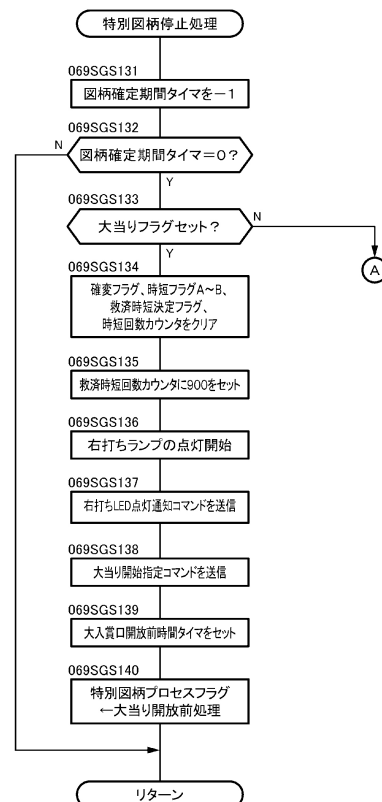 特別図柄停止処理
069SGS131
図柄確定期間タイマを－1
069SGS132
N
図柄確定期間タイマ＝0？
Y
069SGS133
大当りフラグセット？
N
Y
A
069SGS134
確変フラグ、時短フラグA～B、
救済時短決定フラグ、
時短回数カウンタをクリア
069SGS135
救済時短回数カウンタに900をセット
069SGS136
右打ちランプの点灯開始
069SGS137
右打ちLED点灯通知コマンドを送信
069SGS138
大当り開始指定コマンドを送信
069SGS139
大入賞口開放前時間タイマをセット
069SGS140
特別図柄プロセスフラグ
←大当り開放前処理
リターン